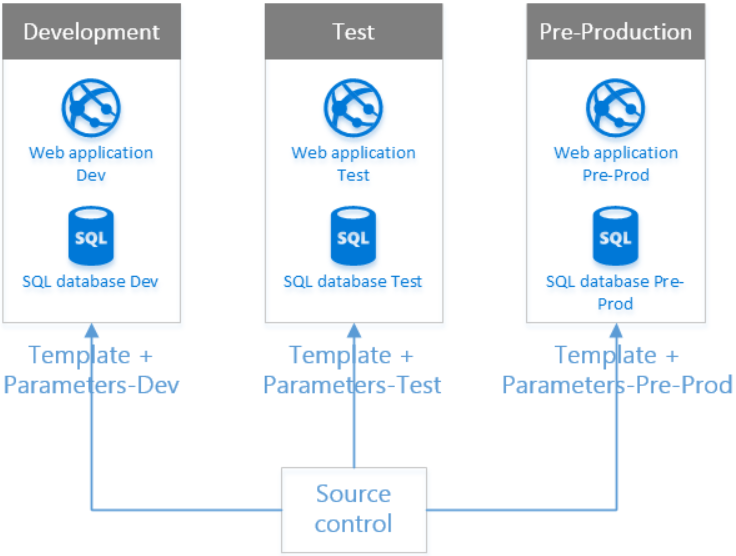 Development
Web application
Dev
SQL
SQL database Dev
Template +
Parameters-Dev
Test
Web application
Test
SQL
SQL database Test
Template +
Parameters-Test
Pre-Production
Web application
Pre-Prod
SQL
SQL database Pre-
Prod
Template +
Parameters-Pre-Prod
Source
control